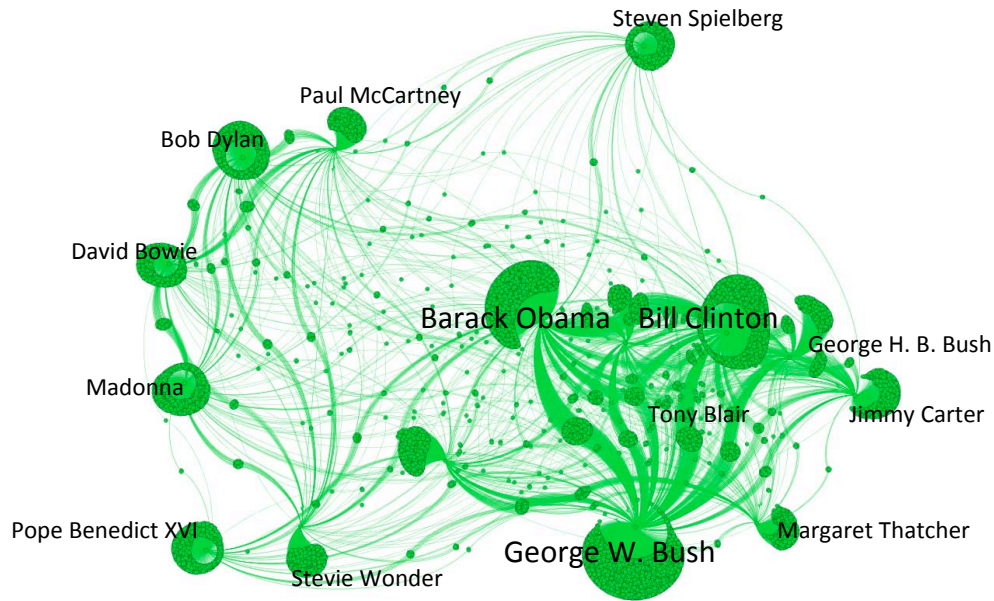 Steven Spielberg
Paul McCartney
Bob Dylan
David Bowie
Barack Obama
Bill Clinton
George H. B. Bush
Madonna
Tony Blair
Jimmy Carter
Pope Benedict XVI
Margaret Thatcher
George W. Bush
Stevie Wonder